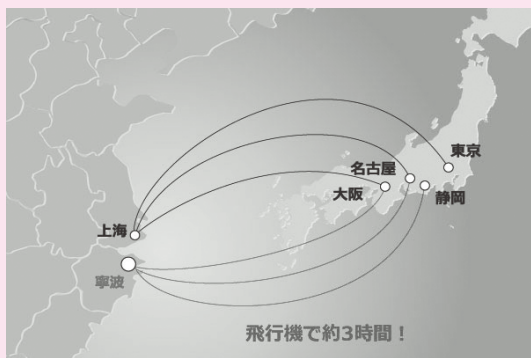 東京
名古屋
大阪
静岡
上海
寧波
飛行機で約3時間！